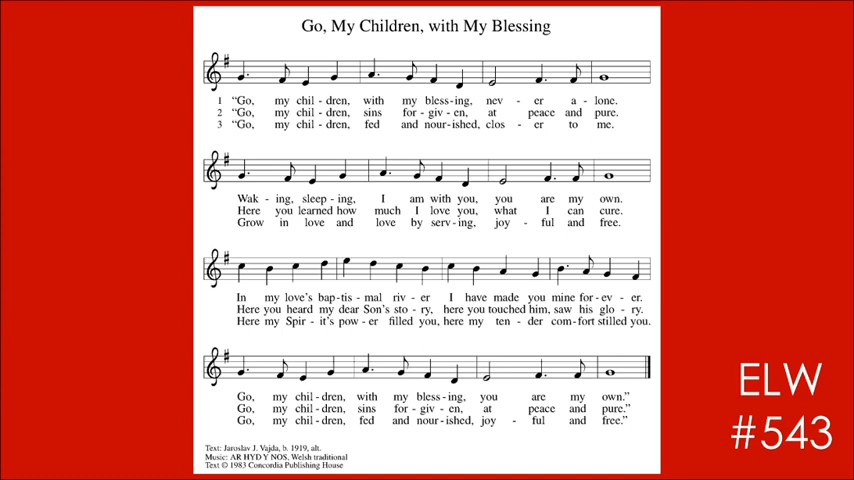 Go, My Children, with My Blessing
1 “Go, my chil - dren, with my bless - ing, nev - er a - lone.
2 “Go, my chil - dren, sins for - giv - en, at peace and pure.
3 “Go, my chil - dren, fed and nour - ished, clos - er to me.
Wak - ing, sleep - ing, I am with you, you are my own.
Here you learned how much I love you, what I can cure.
Grow in love and love by serv - ing, joy - ful and free.
In my love's bap - tis - mal riv - er I have made you mine for - ev - er.
Here you heard my dear Son's sto - ry, here you touched him, saw his glo - ry.
Here my Spir - it's pow - er filled you, here my ten - der com - fort stilled you.
Go, my chil - dren, with my bless - ing, you are my own.”
Go, my chil - dren, sins for - giv - en, at peace and pure.”
Go, my chil - dren, fed and nour - ished, joy - ful and free.”
Text: Jaroslav J. Vajda, b. 1919, alt.
Music: AR HYD Y NOS, Welsh traditional
Text © 1983 Concordia Publishing House
ELW
#543